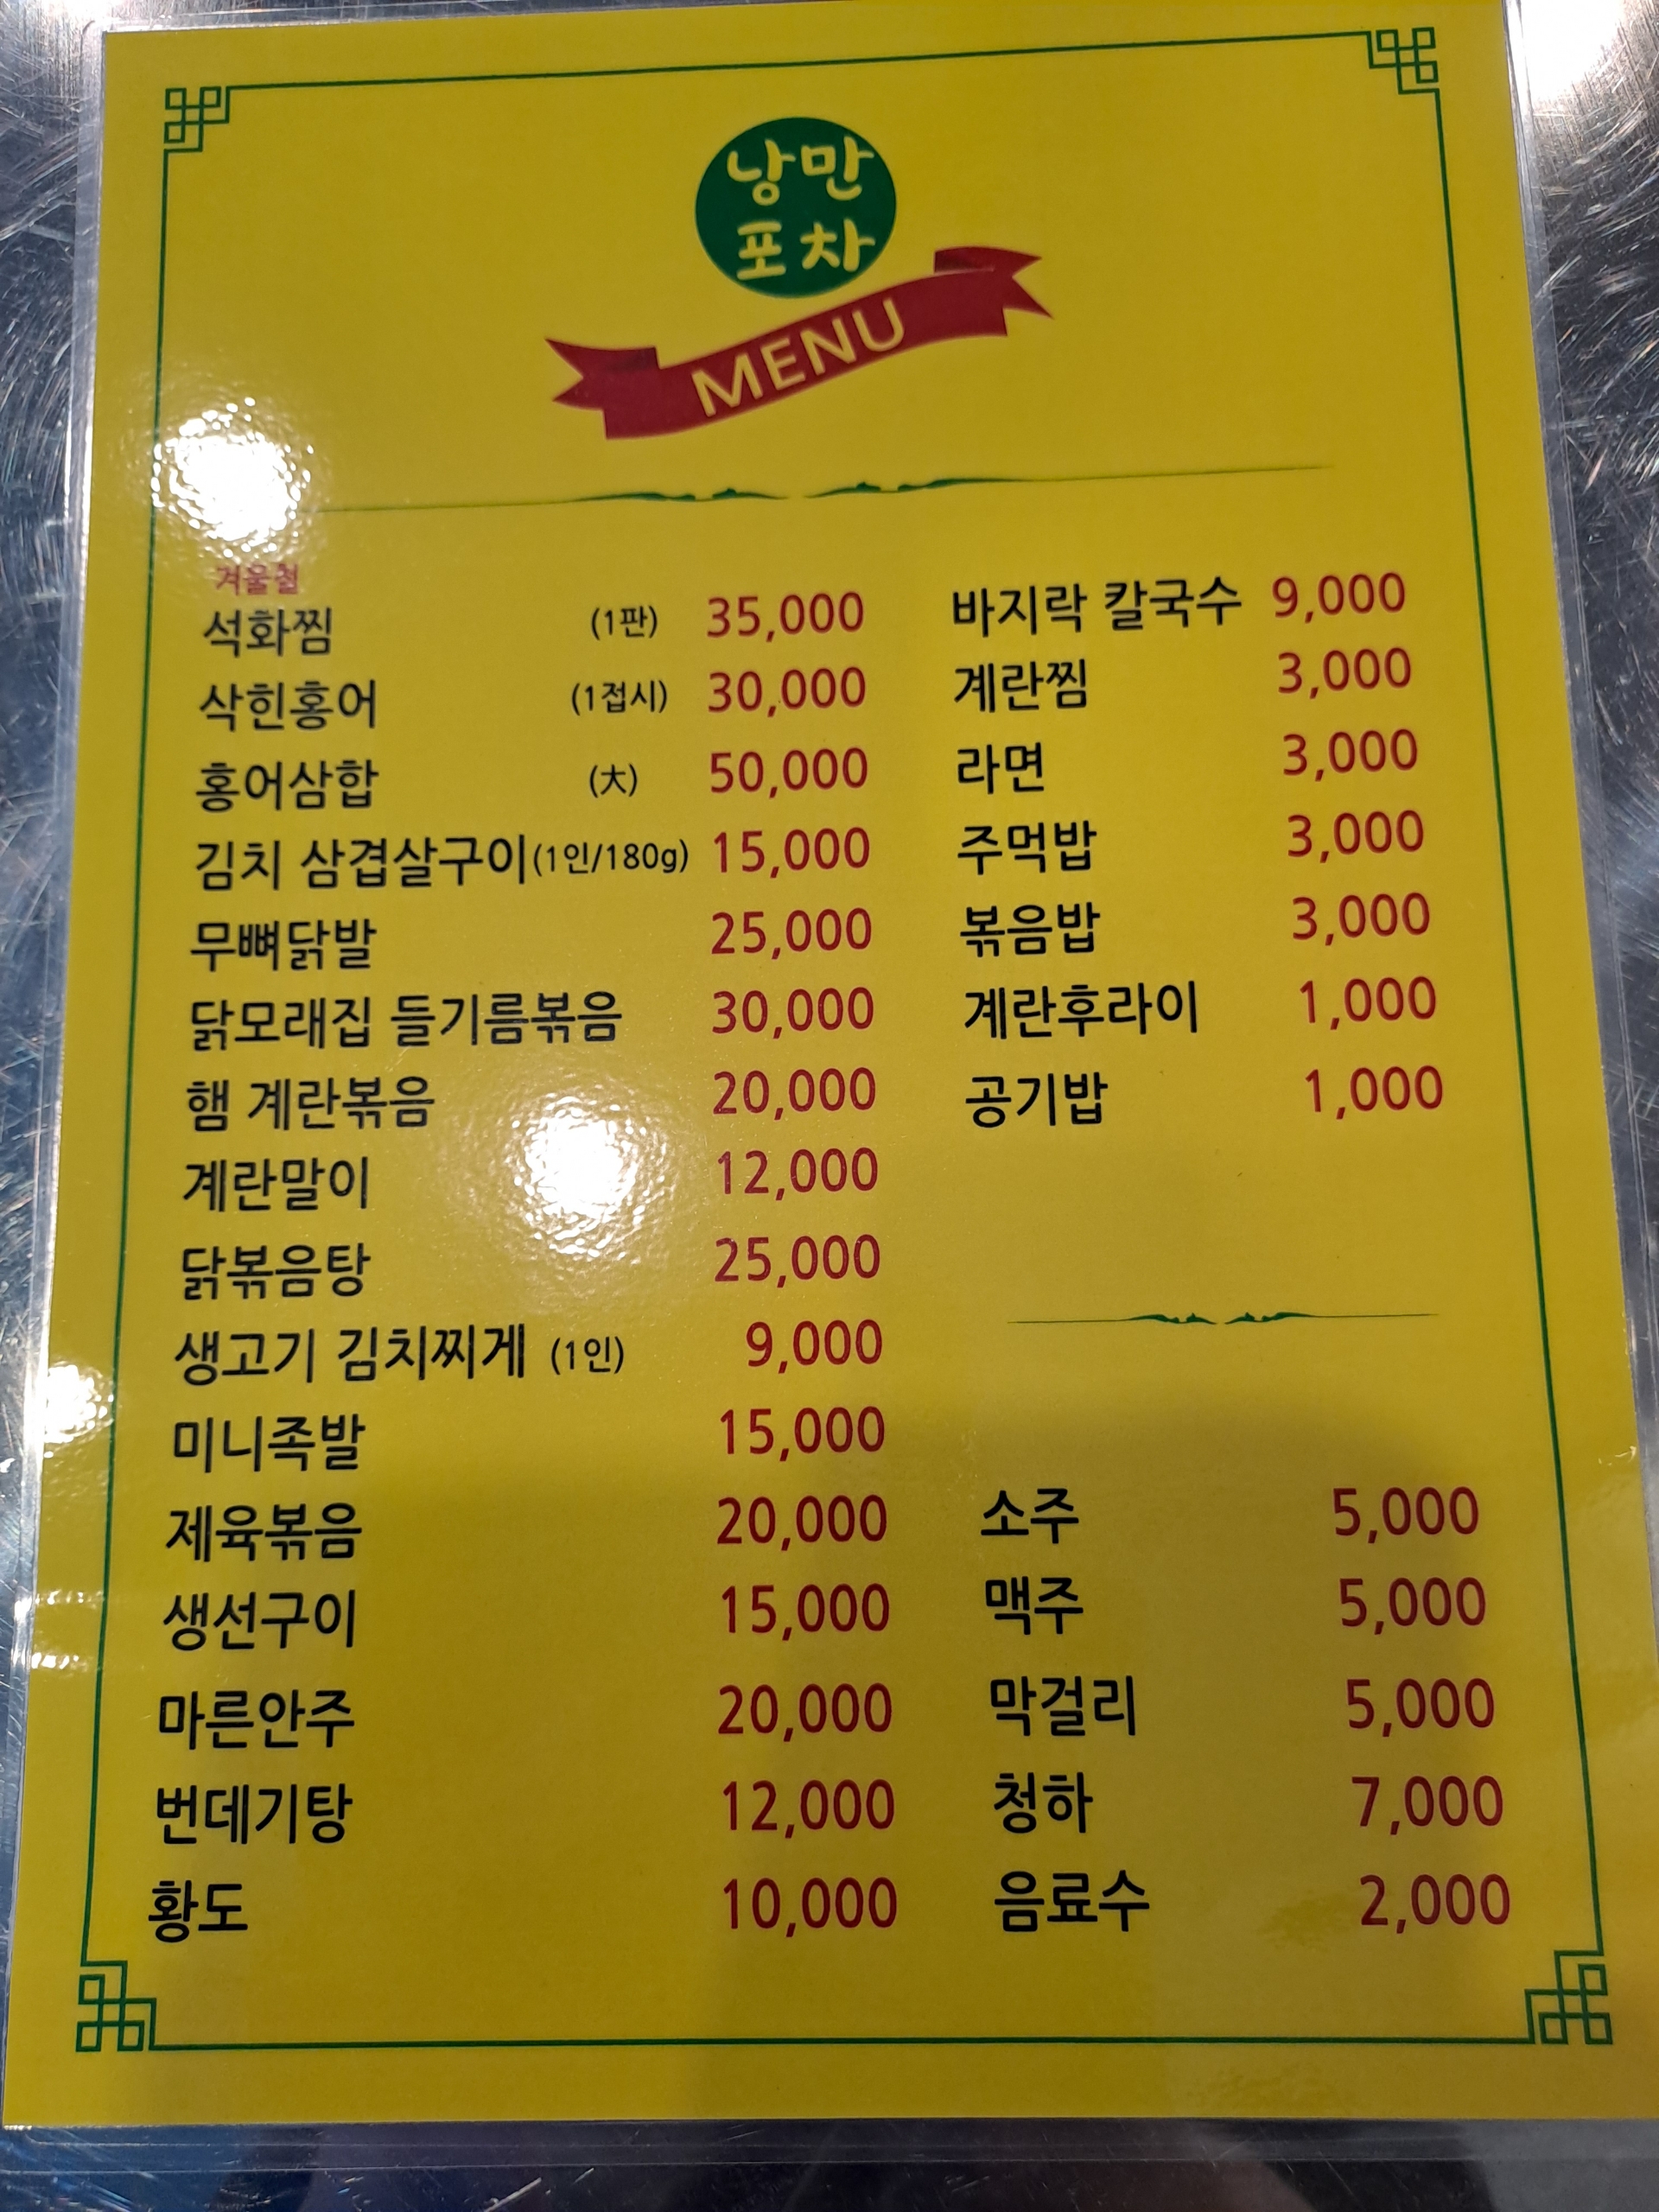 낭만
포차
MENU
겨울철
석화찜 (1판) 35,000
삭힌홍어 (1접시) 30,000
홍어삼합 (大) 50,000
김치 삼겹살구이(1인/180g) 15,000
무뼈닭발 25,000
닭모래집 들기름볶음 30,000
햄 계란볶음 20,000
계란말이 12,000
닭볶음탕 25,000
생고기 김치찌게 (1인) 9,000
미니족발 15,000
제육볶음 20,000
생선구이 15,000
마른안주 20,000
번데기탕 12,000
황도 10,000
바지락 칼국수 9,000
계란찜 3,000
라면 3,000
주먹밥 3,000
볶음밥 3,000
계란후라이 1,000
공기밥 1,000
소주 5,000
맥주 5,000
막걸리 5,000
청하 7,000
음료수 2,000